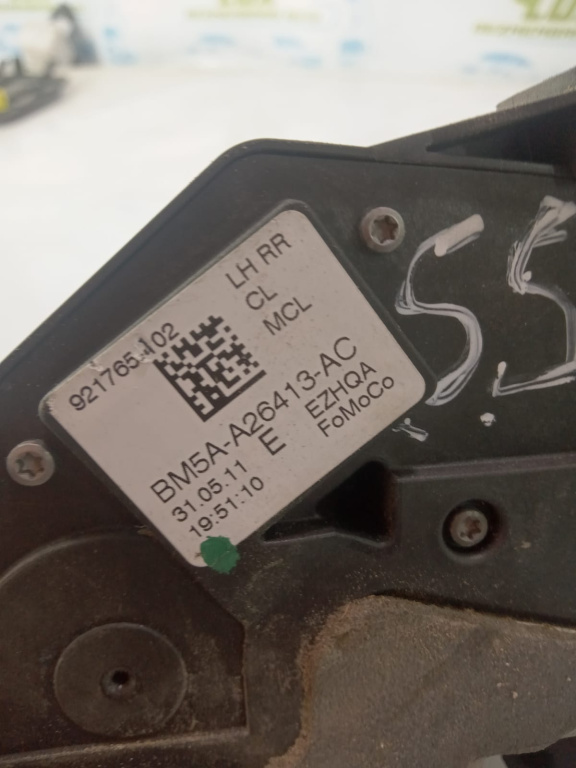 LH RR
CL
MCL
921765-102
BM5A-A26413-AC
31.05.11
E
EZHQA
19:51:10
FoMoCo
55